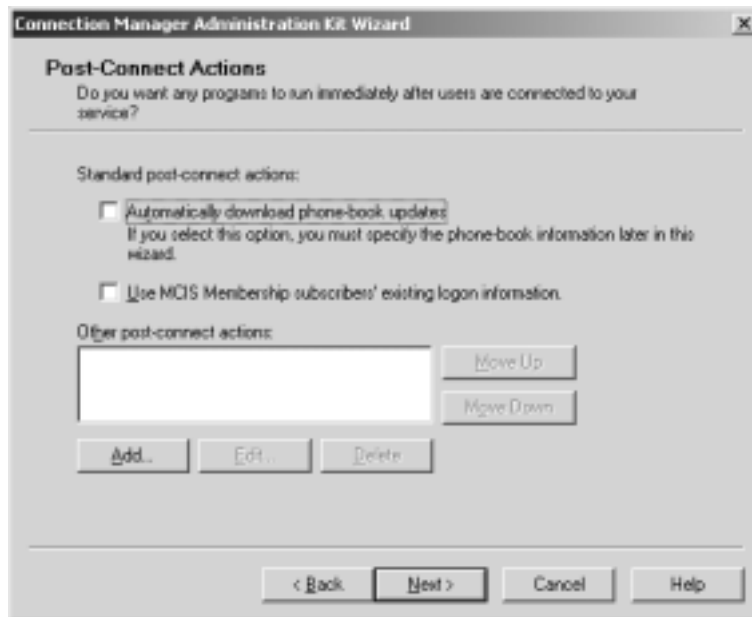 Connection Manager Administration Kit Wizard
Post-Connect Actions
Do you want any programs to run immediately after users are connected to your
service?
Standard post-connect actions:
Automatically download phone-book updates
If you select this option, you must specify the phone-book information later in this
wizard.
Use MCIS Membership subscribers' existing logon information.
Other post-connect actions:
Move Up
Move Down
Add... Edit... Delete
< Back Next > Cancel Help